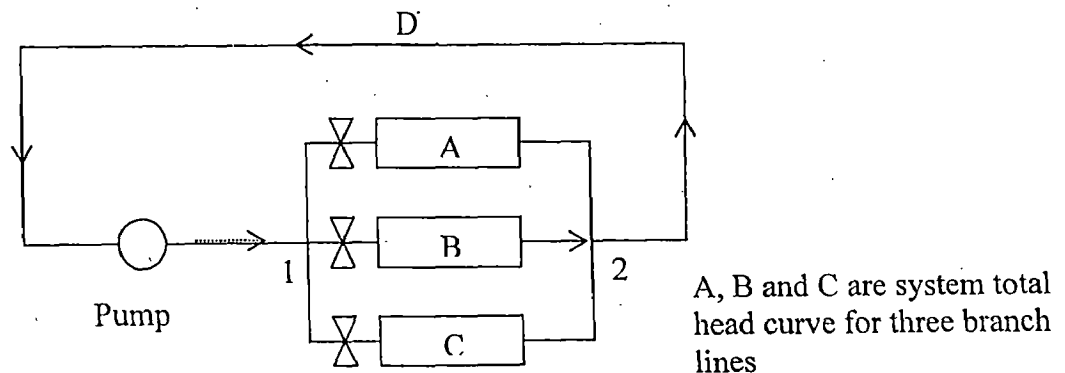 D
A
B
1
2
Pump
C
A, B and C are system total
head curve for three branch
lines